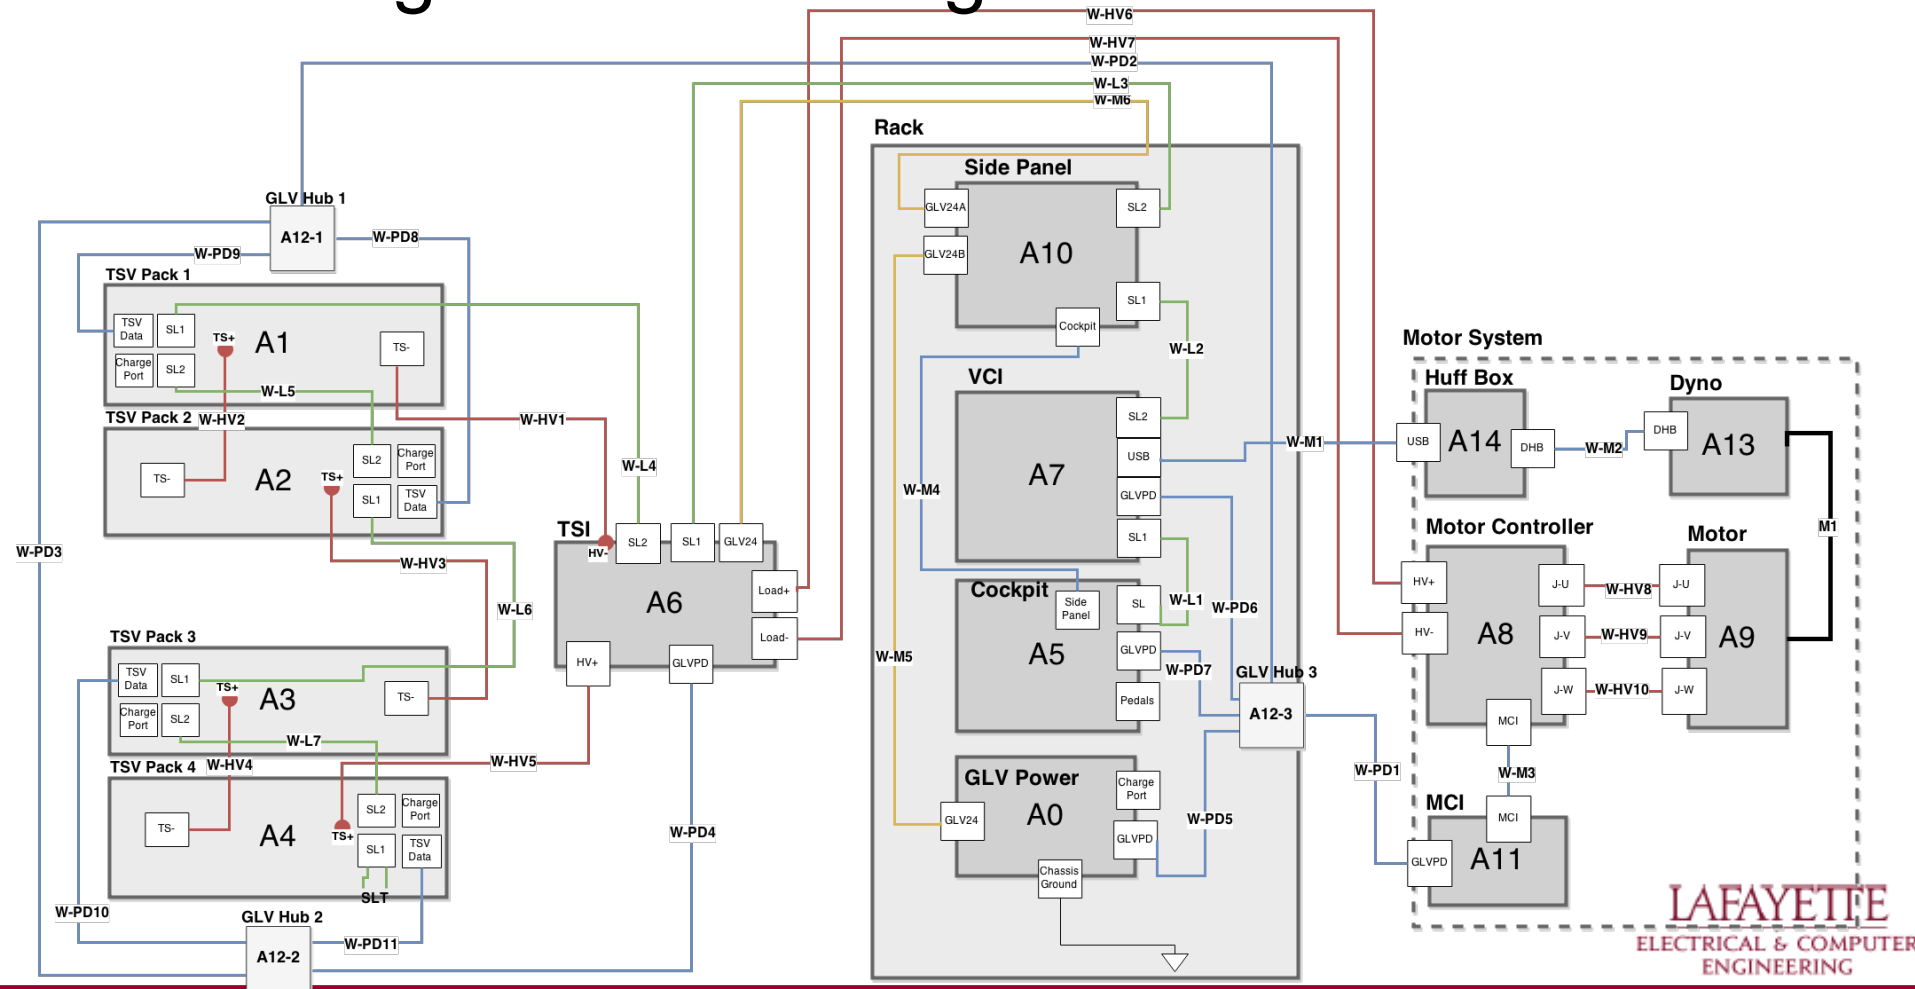 g g
W-HV6
W-HV7
W-PD2
W-L3
W-M6
Rack
Side Panel
GLV24A
SL2
A10
GLV24B
SL1
Cockpit
W-L2
GLV Hub 1
A12-1
W-PD8
W-PD9
TSV Pack 1
TSV
Data
SL1
TS+
A1
TS-
Charge
Port
SL2
W-L5
TSV Pack 2
W-HV2
W-HV1
TS-
A2
TS+
SL2
Charge
Port
SL1
TSV
Data
W-L4
W-PD3
W-HV3
W-L6
TSI
HV-
SL2
SL1
GLV24
A6
Load+
Load-
HV+
GLVPD
TSV Pack 3
TSV
Data
SL1
TS+
A3
TS-
Charge
Port
SL2
W-L7
W-HV4
TSV Pack 4
W-HV5
TS-
A4
TS+
SL2
Charge
Port
SL1
TSV
Data
SLT
W-PD4
W-PD10
GLV Hub 2
A12-2
W-PD11
VCI
A7
SL2
USB
GLVPD
SL1
W-M4
W-M1
Cockpit
Side
Panel
SL
W-L1
W-PD6
A5
GLVPD
W-PD7
Pedals
W-M5
GLV Hub 3
A12-3
GLV Power
A0
Charge
Port
GLV24
GLVPD
W-PD5
Chassis
Ground
W-PD1
Motor System
Huff Box
USB
A14
DHB
W-M2
Dyno
DHB
A13
M1
Motor Controller
HV+
HV-
A8
J-U
J-V
J-W
MCI
W-HV8
W-HV9
W-HV10
Motor
J-U
J-V
J-W
A9
W-M3
MCI
MCI
GLVPD
A11
LAFAYETTE
ELECTRICAL & COMPUTER
ENGINEERING